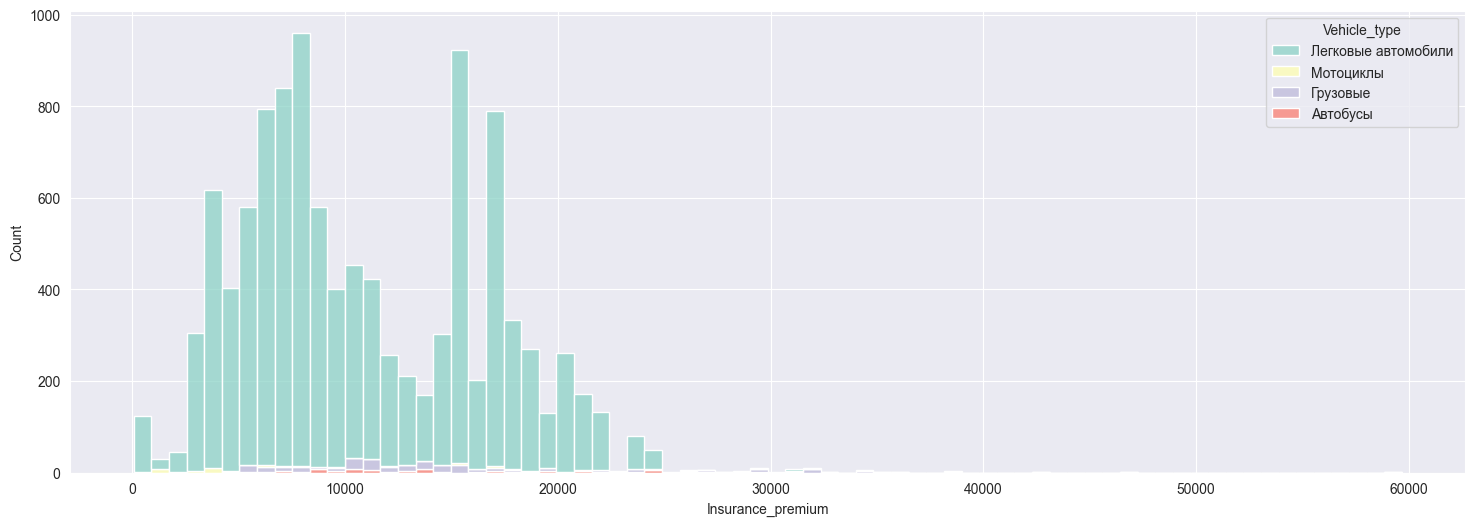 1000
800
600
400
200
0
Count
Vehicle_type
Легковые автомобили
Мотоциклы
Грузовые
Автобусы
0 10000 20000 30000 40000 50000 60000
Insurance_premium